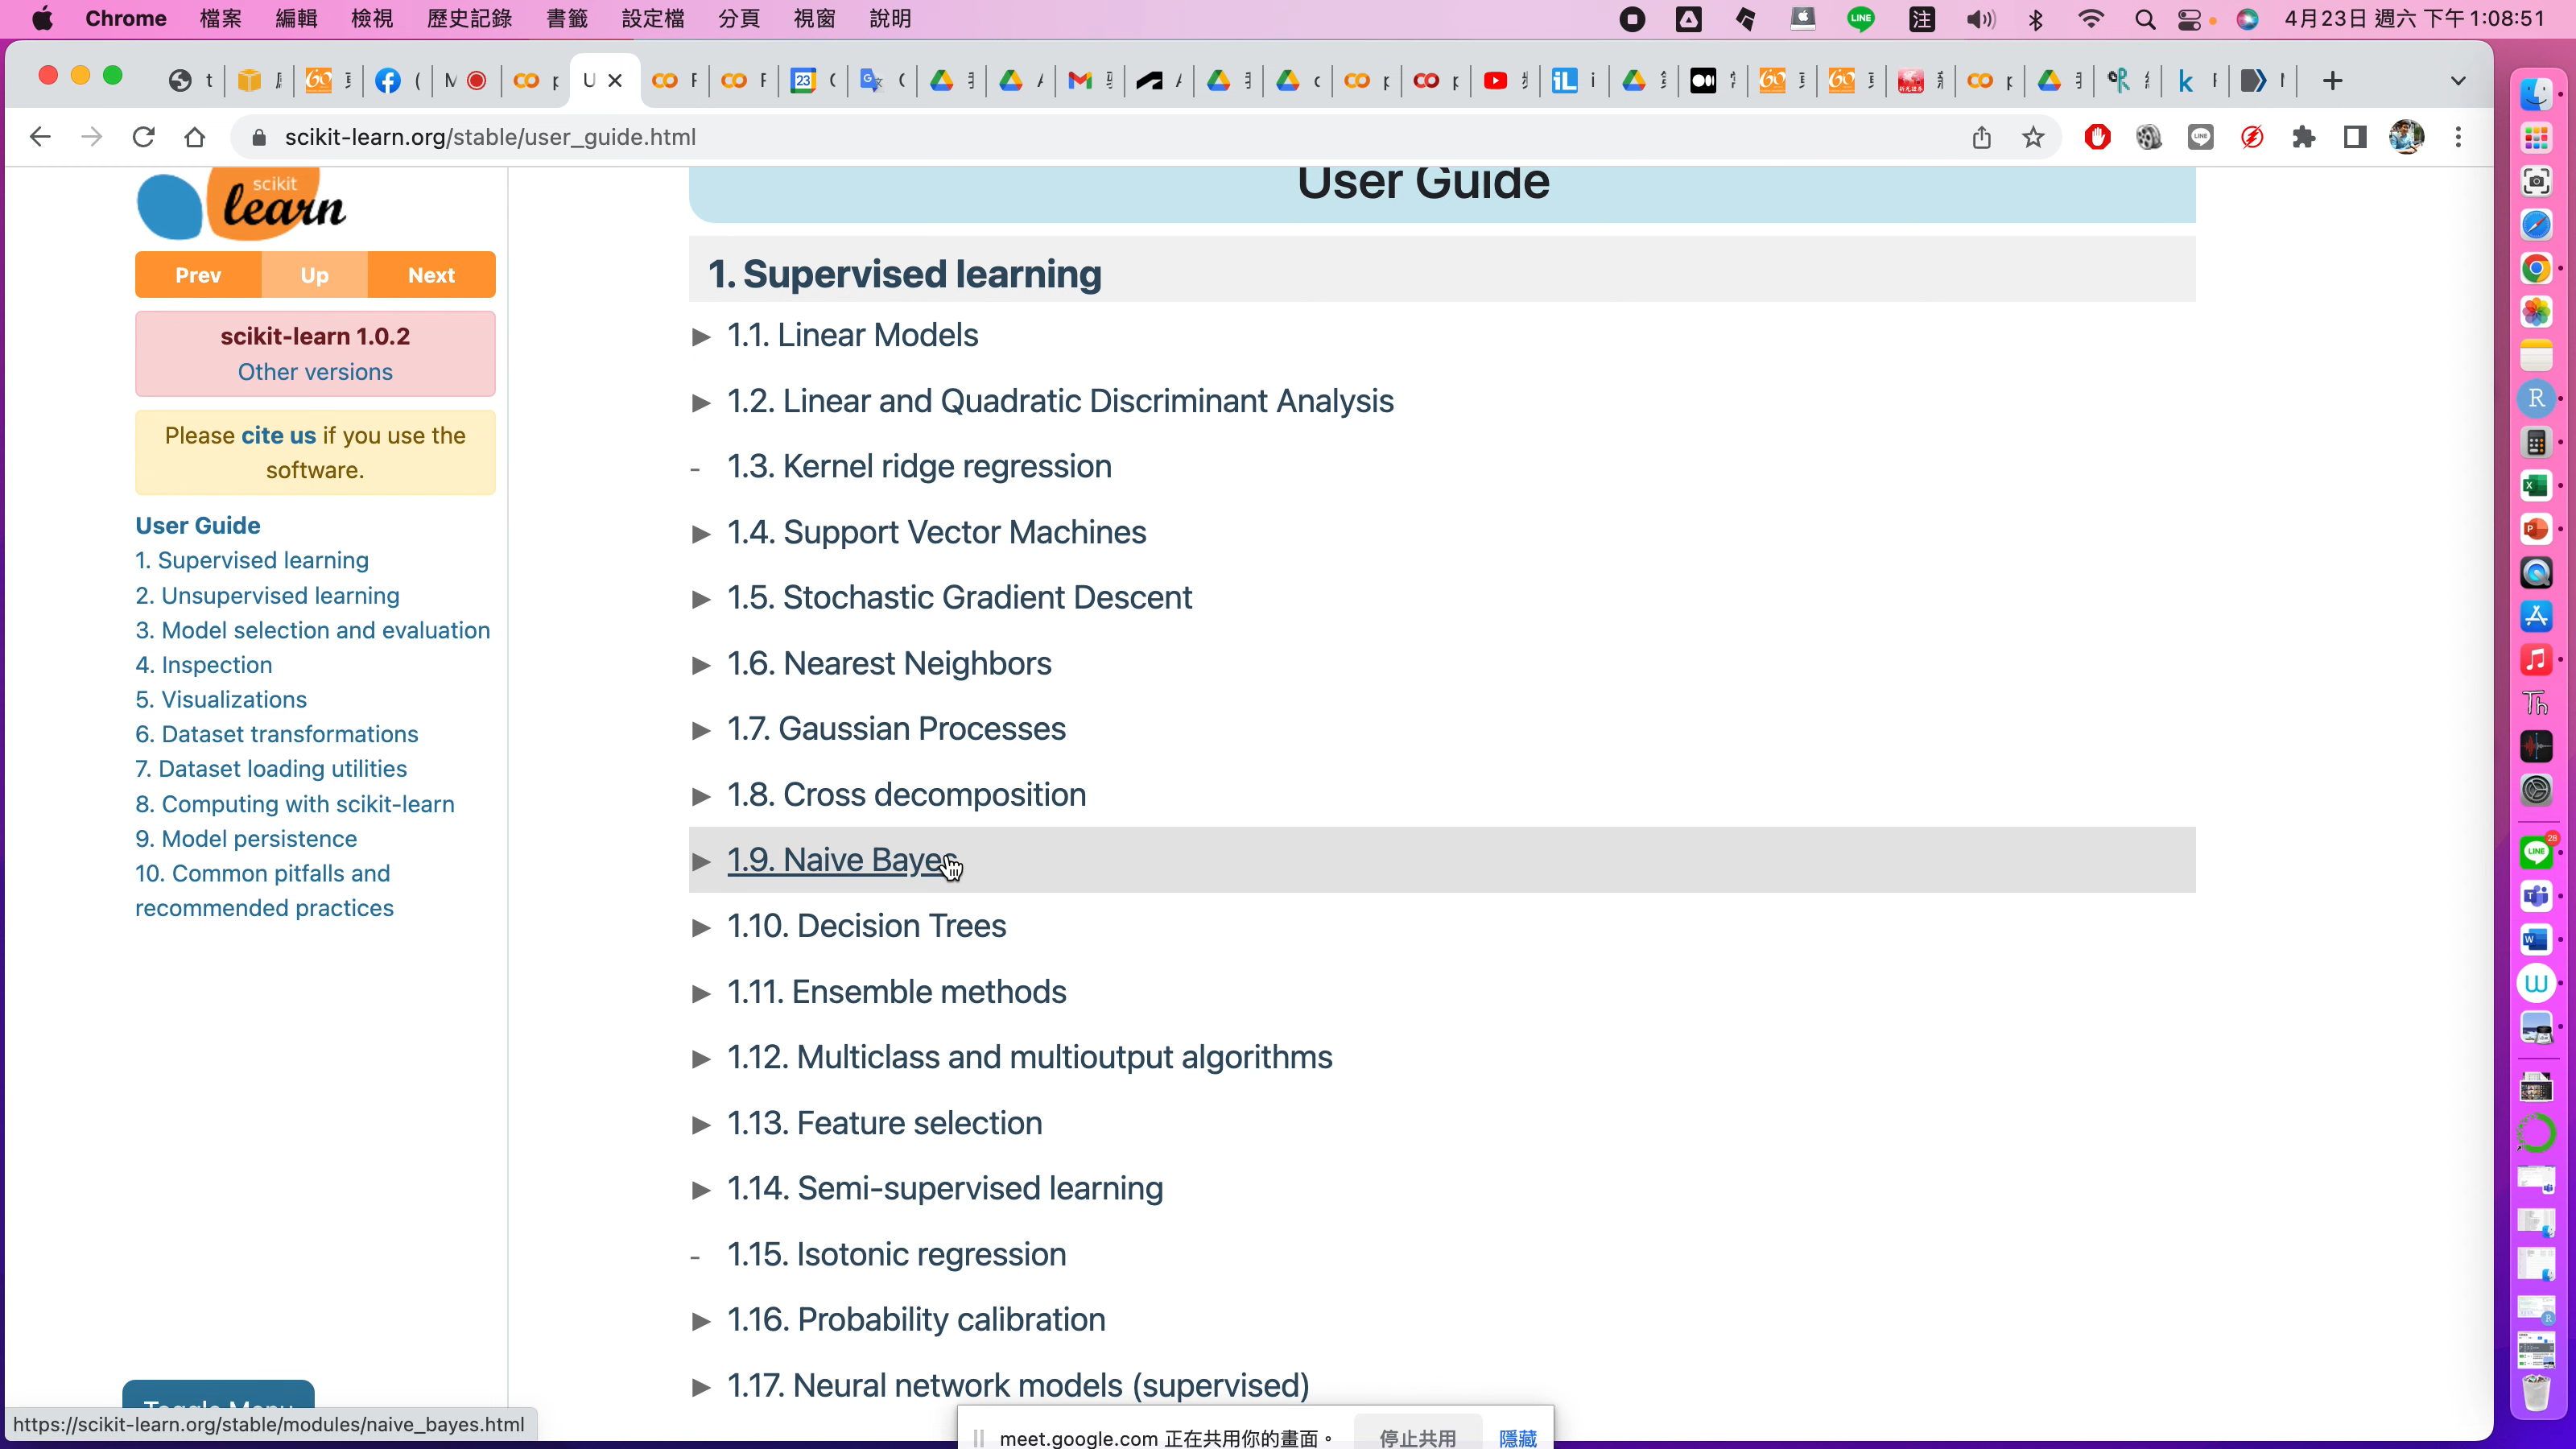 Chrome 檔案 編輯 檢視 歷史記錄 書籤 設定檔 分頁 視窗 說明 4月23日 週六 下午 1:08:51
scikit-learn.org/stable/user_guide.html
scikit
learn
Prev Up Next
scikit-learn 1.0.2
Other versions
Please cite us if you use the
software.
User Guide
1. Supervised learning
2. Unsupervised learning
3. Model selection and evaluation
4. Inspection
5. Visualizations
6. Dataset transformations
7. Dataset loading utilities
8. Computing with scikit-learn
9. Model persistence
10. Common pitfalls and
recommended practices
Toggle Menu
https://scikit-learn.org/stable/modules/naive_bayes.html
User Guide
1. Supervised learning
1.1. Linear Models
1.2. Linear and Quadratic Discriminant Analysis
1.3. Kernel ridge regression
1.4. Support Vector Machines
1.5. Stochastic Gradient Descent
1.6. Nearest Neighbors
1.7. Gaussian Processes
1.8. Cross decomposition
1.9. Naive Bayes
1.10. Decision Trees
1.11. Ensemble methods
1.12. Multiclass and multioutput algorithms
1.13. Feature selection
1.14. Semi-supervised learning
1.15. Isotonic regression
1.16. Probability calibration
1.17. Neural network models (supervised)
meet.google.com 正在共用你的畫面。 停止共用 隱藏